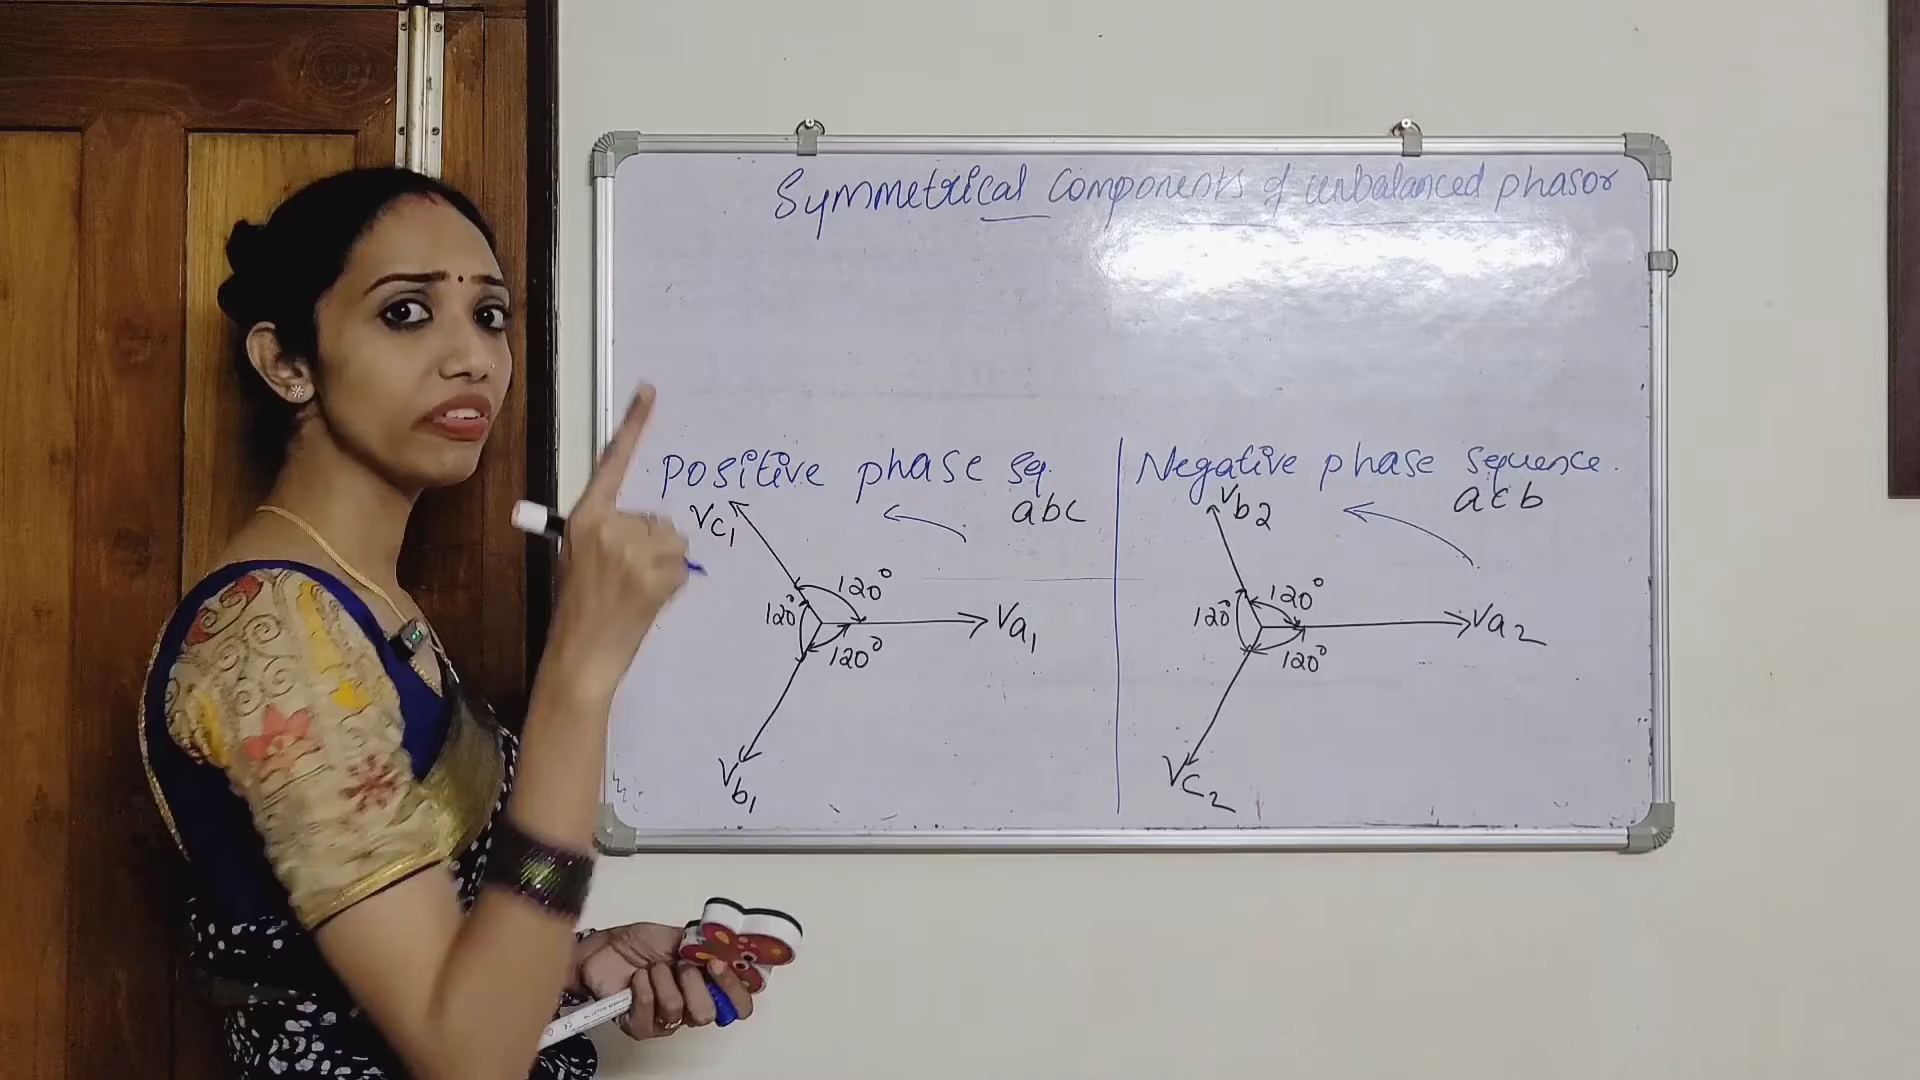 Symmetrical components of unbalanced phasor
Positive phase sq.
abc
Vc1
120°
120°
Va1
120°
Vb1
Negative phase sequence.
acb
Vb2
120°
120°
Va2
120°
Vc2